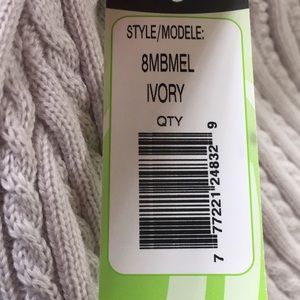 STYLE/MODELE:
8MBMEL
IVORY
QTY
7 77221 24832 9